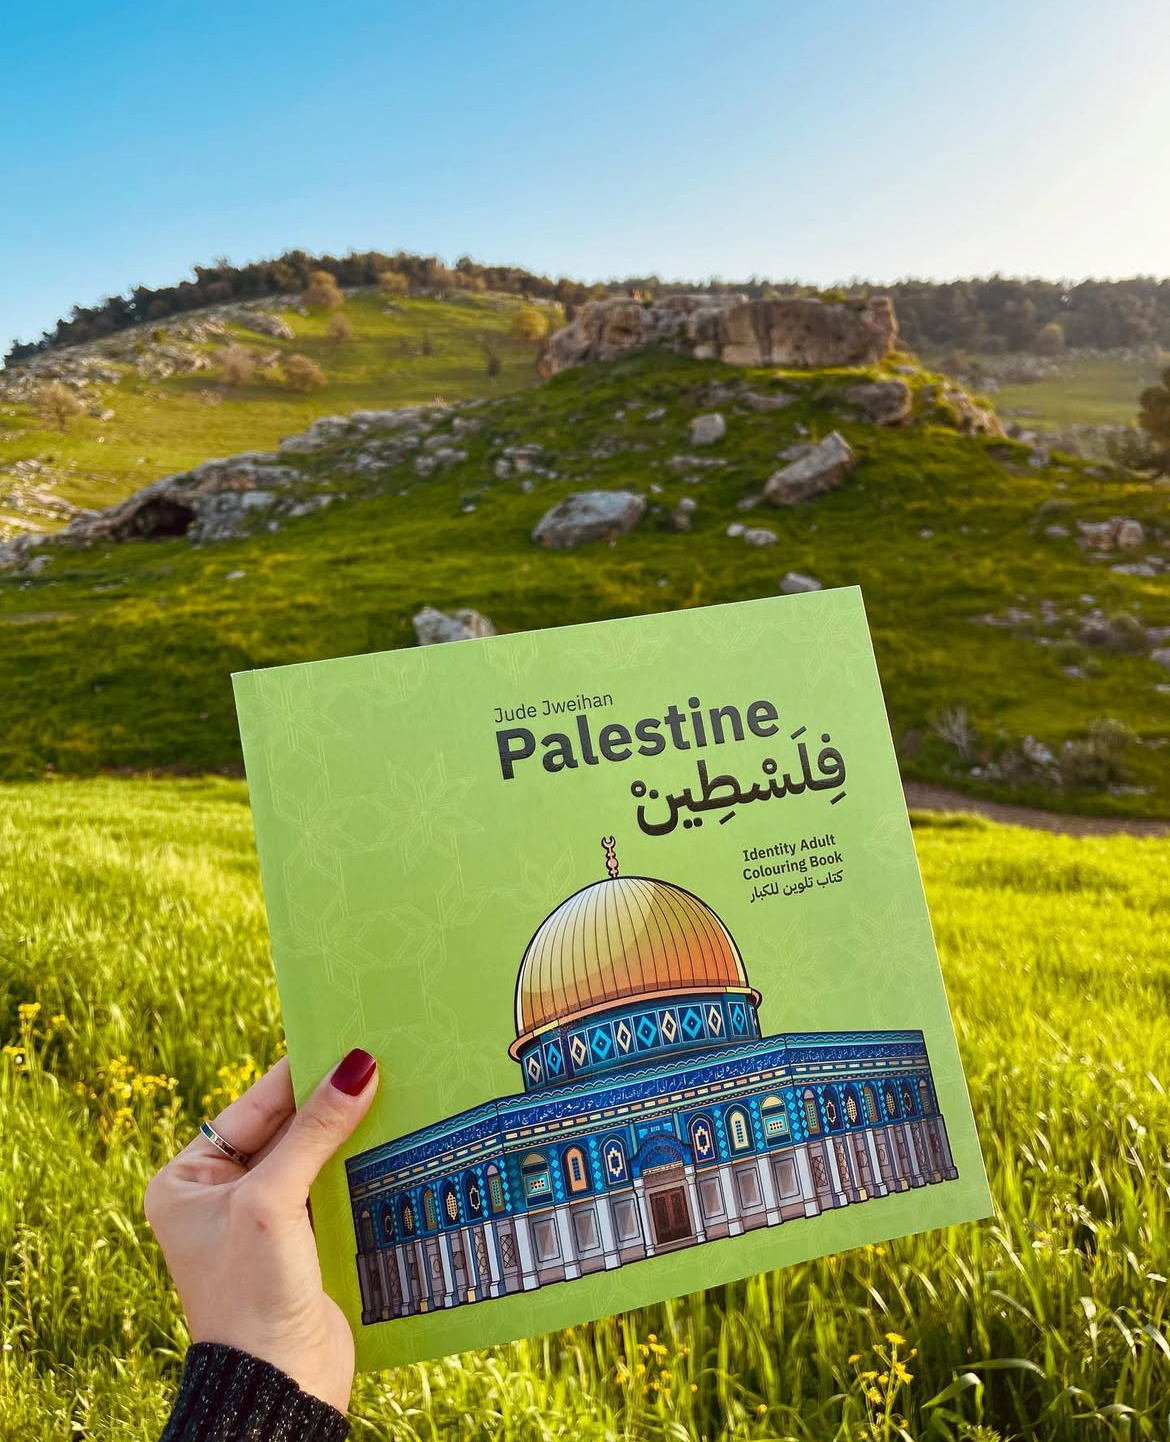 Jude Jweihan
Palestine
فِلَسْطِينْ
Identity Adult
Colouring Book
كتاب تلوين للكبار